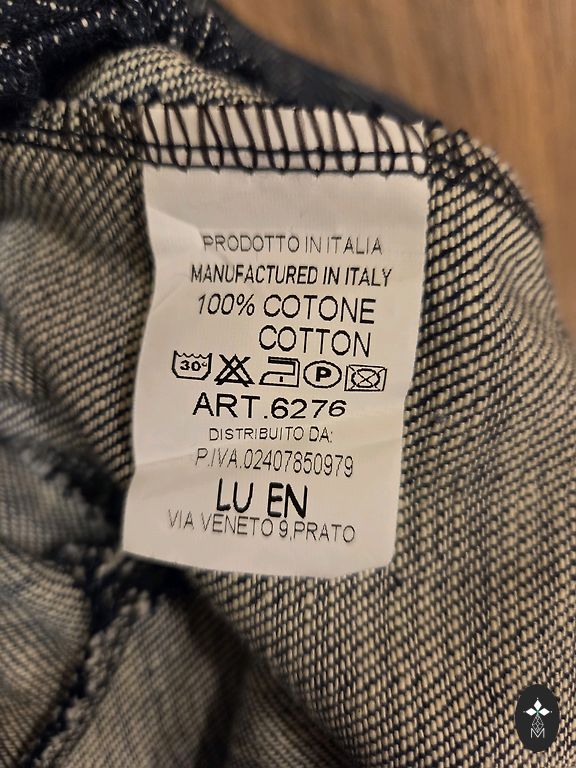 PRODOTTO IN ITALIA
MANUFACTURED IN ITALY
100% COTONE
COTTON
30° P
ART.6276
DISTRIBUITO DA:
P.IVA.02407850979
LU EN
VIA VENETO 9,PRATO
M